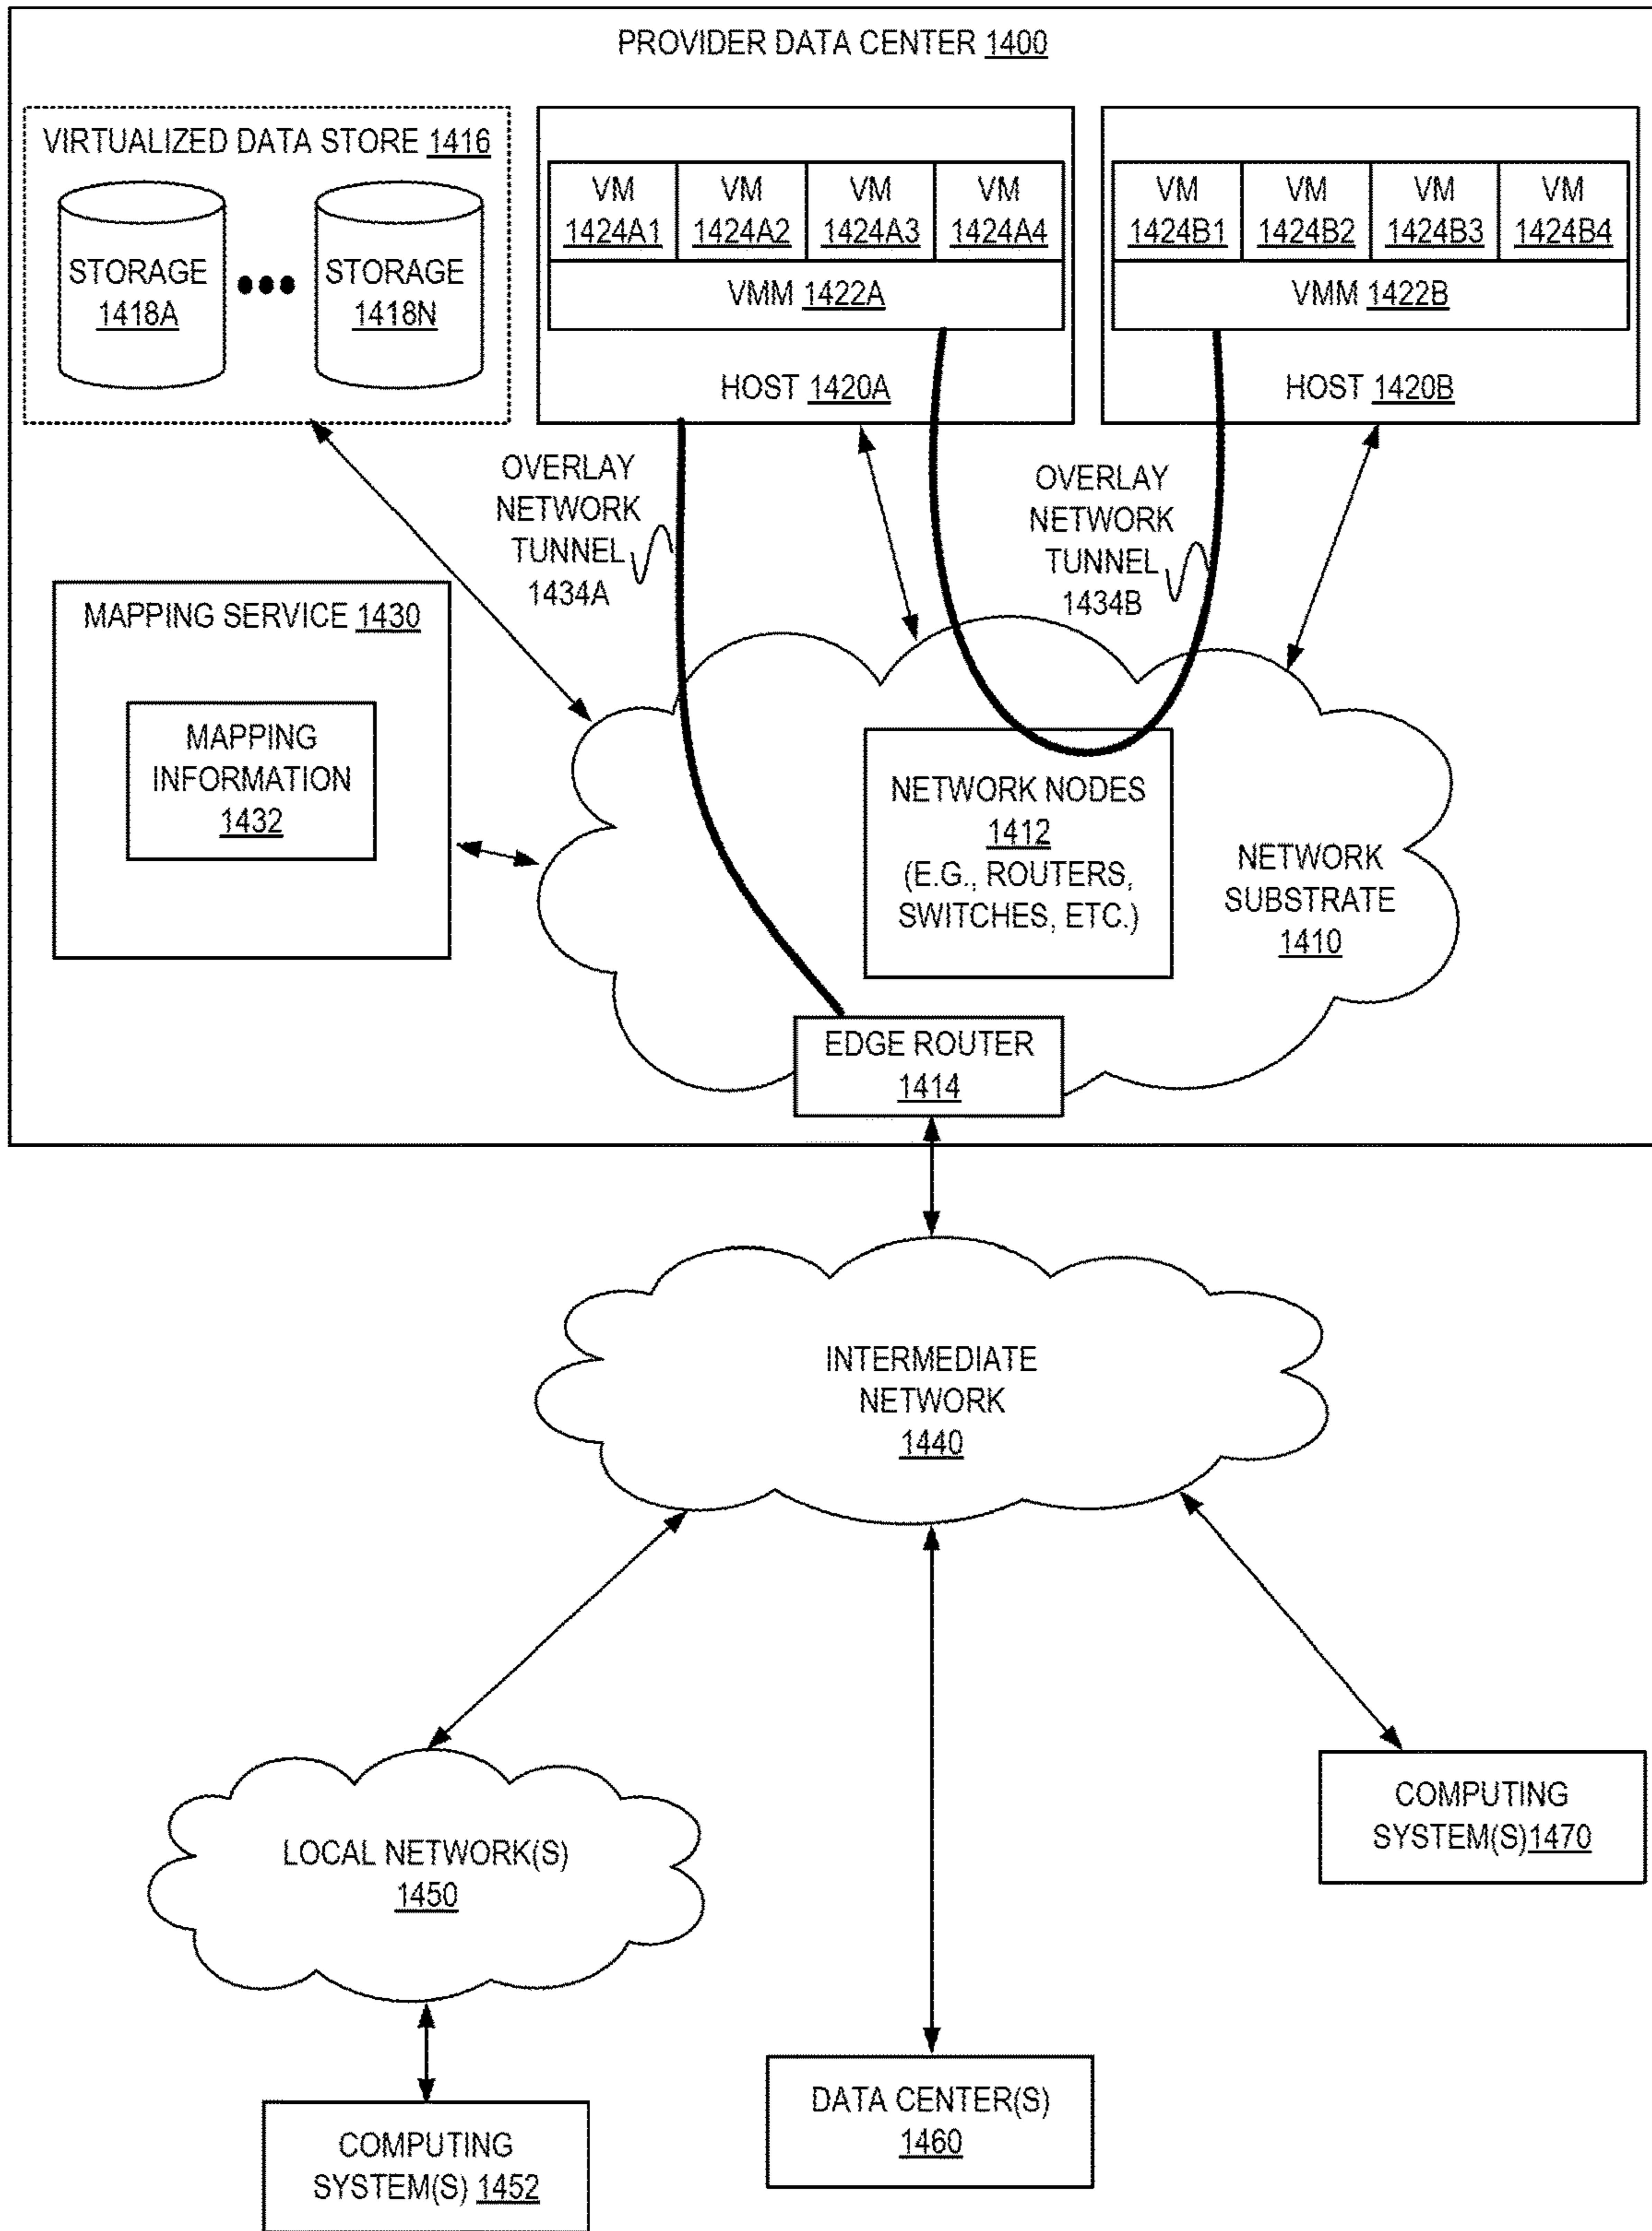 PROVIDER DATA CENTER 1400
VIRTUALIZED DATA STORE 1416
STORAGE
1418A
STORAGE
1418N
VM
1424A1
VM
1424A2
VM
1424A3
VM
1424A4
VMM 1422A
HOST 1420A
VM
1424B1
VM
1424B2
VM
1424B3
VM
1424B4
VMM 1422B
HOST 1420B
OVERLAY
NETWORK
TUNNEL
1434A
OVERLAY
NETWORK
TUNNEL
1434B
MAPPING SERVICE 1430
MAPPING
INFORMATION
1432
NETWORK NODES
1412
(E.G., ROUTERS,
SWITCHES, ETC.)
NETWORK
SUBSTRATE
1410
EDGE ROUTER
1414
INTERMEDIATE
NETWORK
1440
LOCAL NETWORK(S)
1450
COMPUTING
SYSTEM(S)1470
DATA CENTER(S)
1460
COMPUTING
SYSTEM(S) 1452